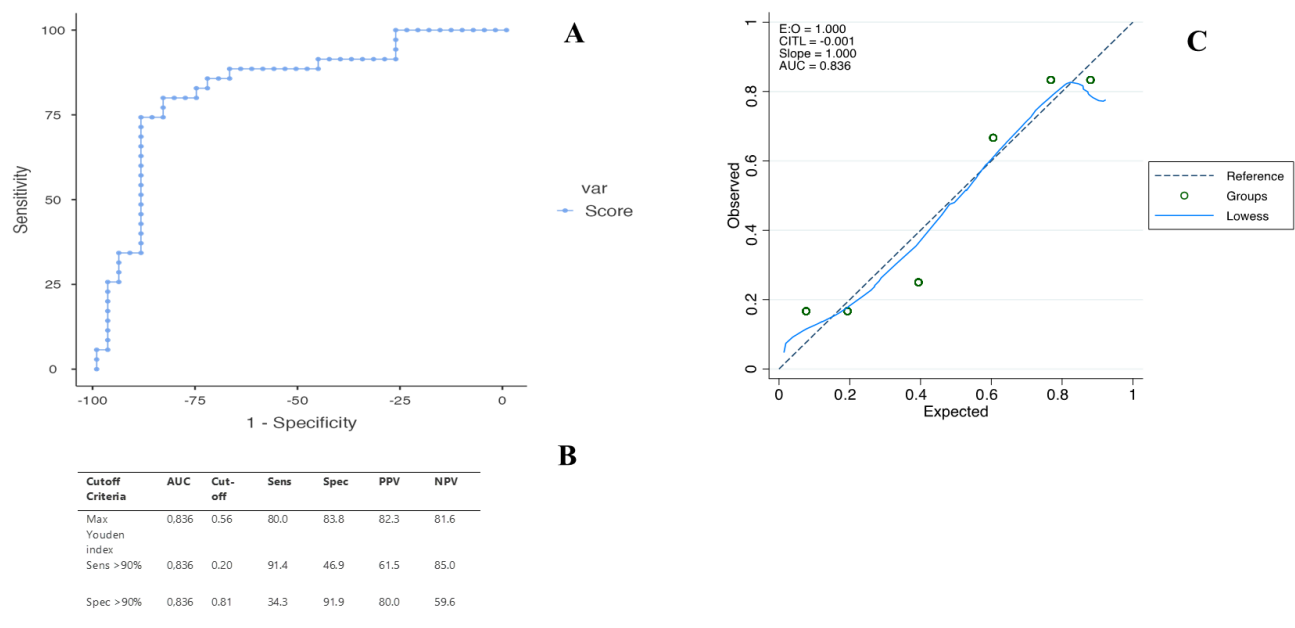 A
100
75
50
25
0
Sensitivity
-100 -75 -50 -25 0
1 - Specificity
var
Score
B
Cutoff Criteria AUC Cut-off Sens Spec PPV NPV
Max Youden index 0,836 0.56 80.0 83.8 82.3 81.6
Sens >90% 0,836 0.20 91.4 46.9 61.5 85.0
Spec >90% 0,836 0.81 34.3 91.9 80.0 59.6
C
E:O = 1.000
CITL = -0.001
Slope = 1.000
AUC = 0.836
1
0.8
0.6
0.4
0.2
0
Observed
0 0.2 0.4 0.6 0.8 1
Expected
Reference
Groups
Lowess